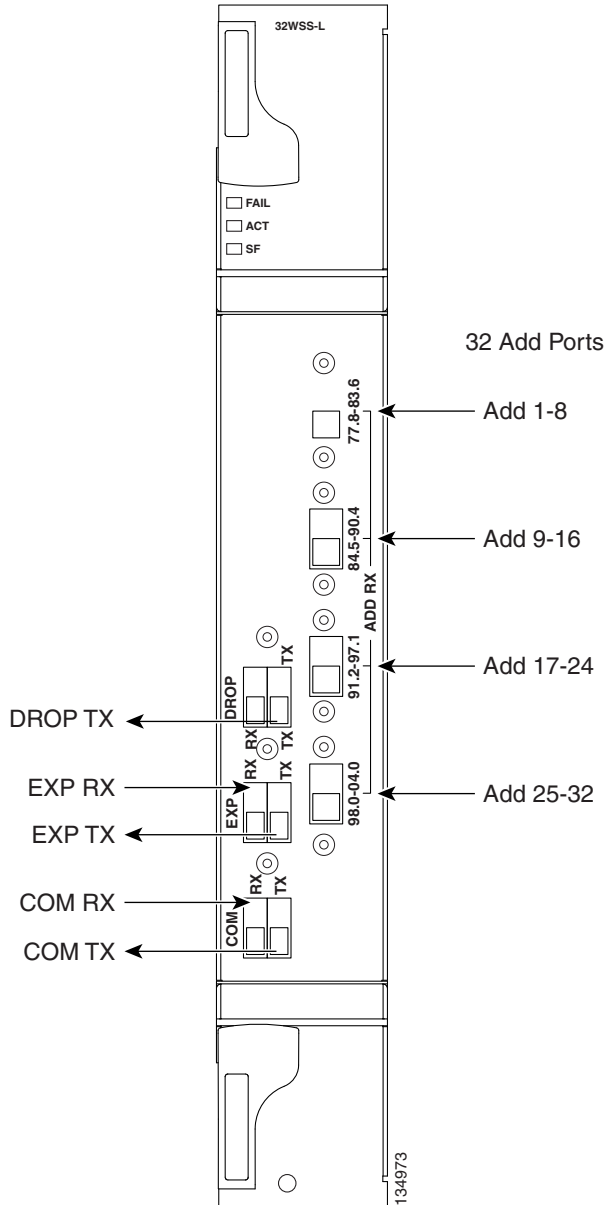 32WSS-L
FAIL
ACT
SF
32 Add Ports
77.8-83.6
Add 1-8
84.5-90.4
Add 9-16
ADD RX
91.2-97.1
Add 17-24
98.0-04.0
Add 25-32
TX
DROP
DROP TX
RX
TX
RX
TX
EXP RX
EXP
EXP TX
RX
TX
COM RX
COM
COM TX
134973